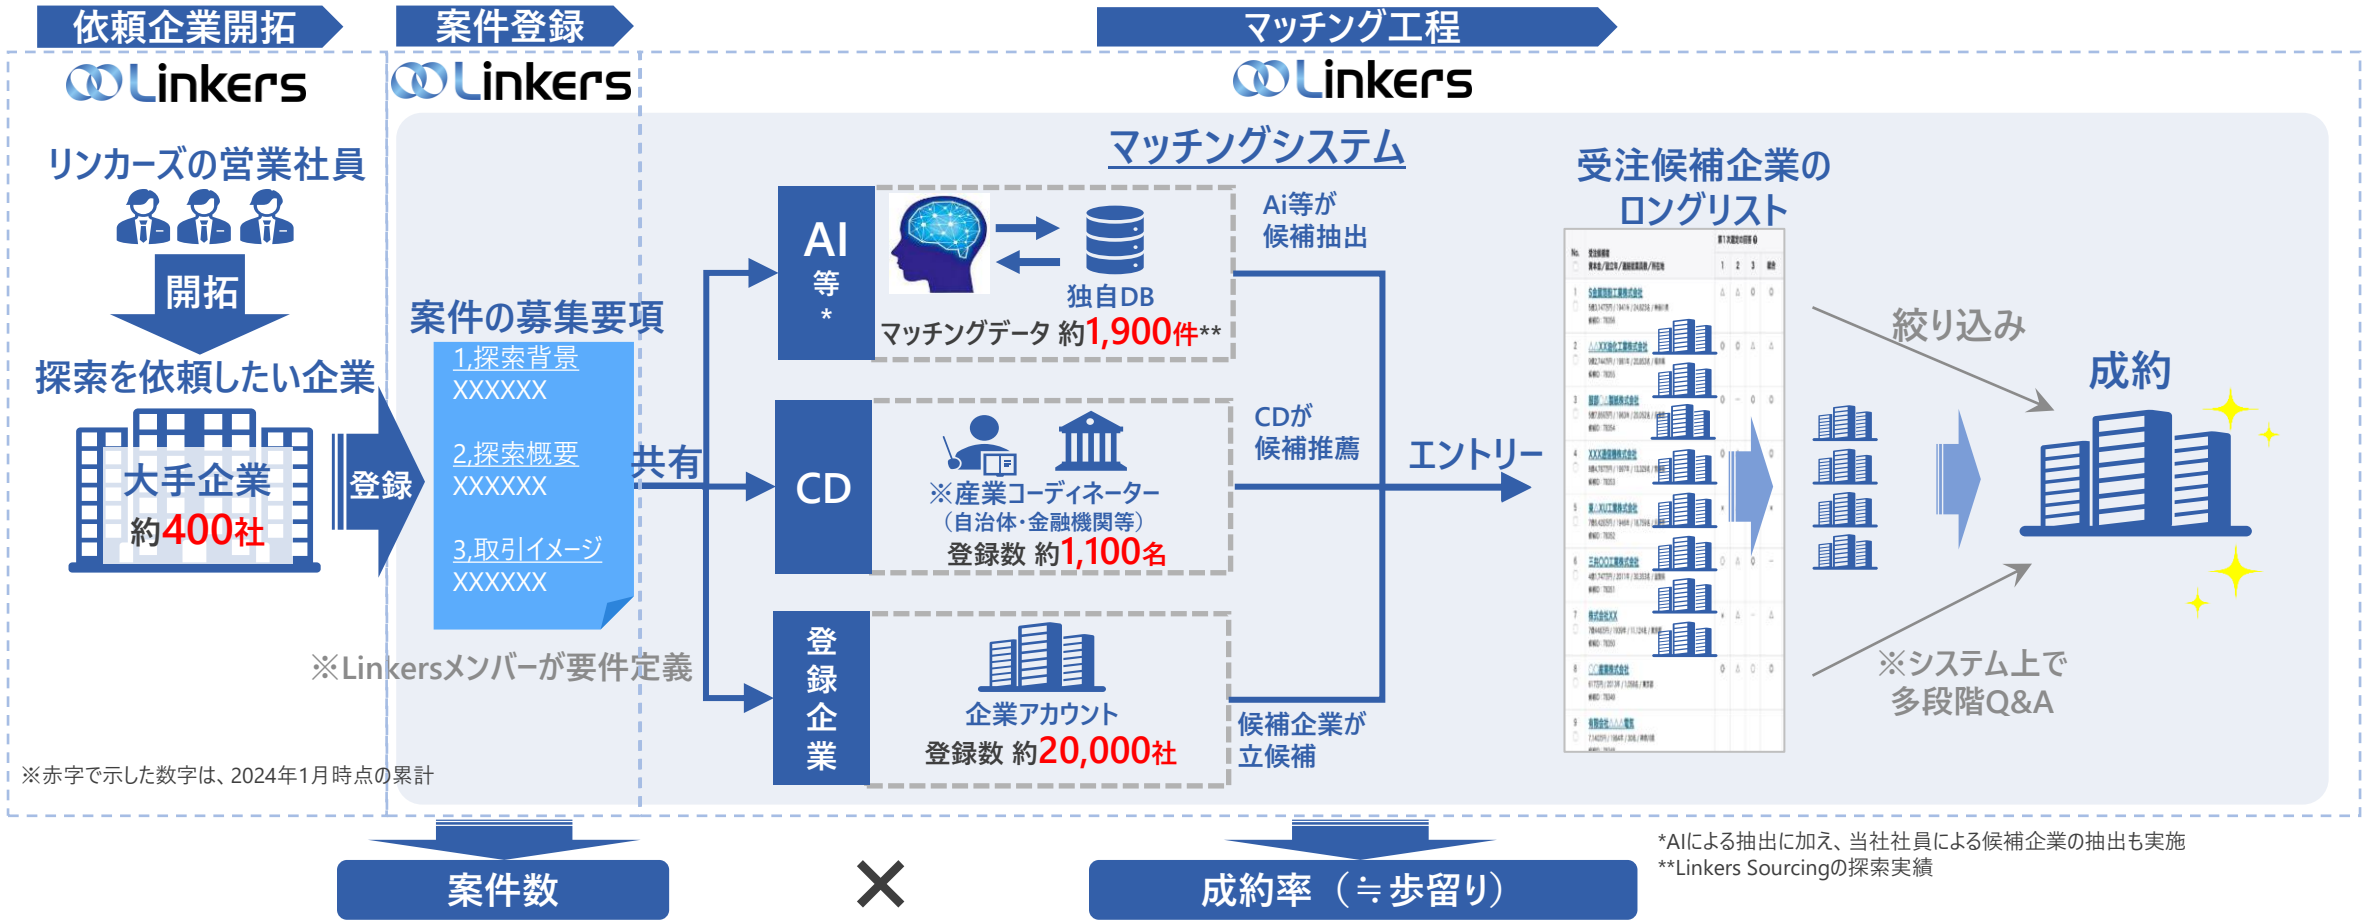 依頼企業開拓
案件登録
マッチング工程
Linkers
Linkers
Linkers
リンカーズの営業社員
開拓
探索を依頼したい企業
大手企業
約400社
登録
※赤字で示した数字は、2024年1月時点の累計
案件の募集要項
1,探索背景
XXXXXX
2,探索概要
XXXXXX
3,取引イメージ
XXXXXX
※Linkersメンバーが要件定義
共有
マッチングシステム
AI
等
*
独自DB
マッチングデータ 約1,900件**
Ai等が
候補抽出
CD
※産業コーディネーター
（自治体・金融機関等）
登録数 約1,100名
CDが
候補推薦
登
録
企
業
企業アカウント
登録数 約20,000社
候補企業が
立候補
エントリー
受注候補企業の
ロングリスト
絞り込み
成約
※システム上で
多段階Q&A
案件数
×
成約率（≒歩留り）
*AIによる抽出に加え、当社社員による候補企業の抽出も実施
**Linkers Sourcingの探索実績